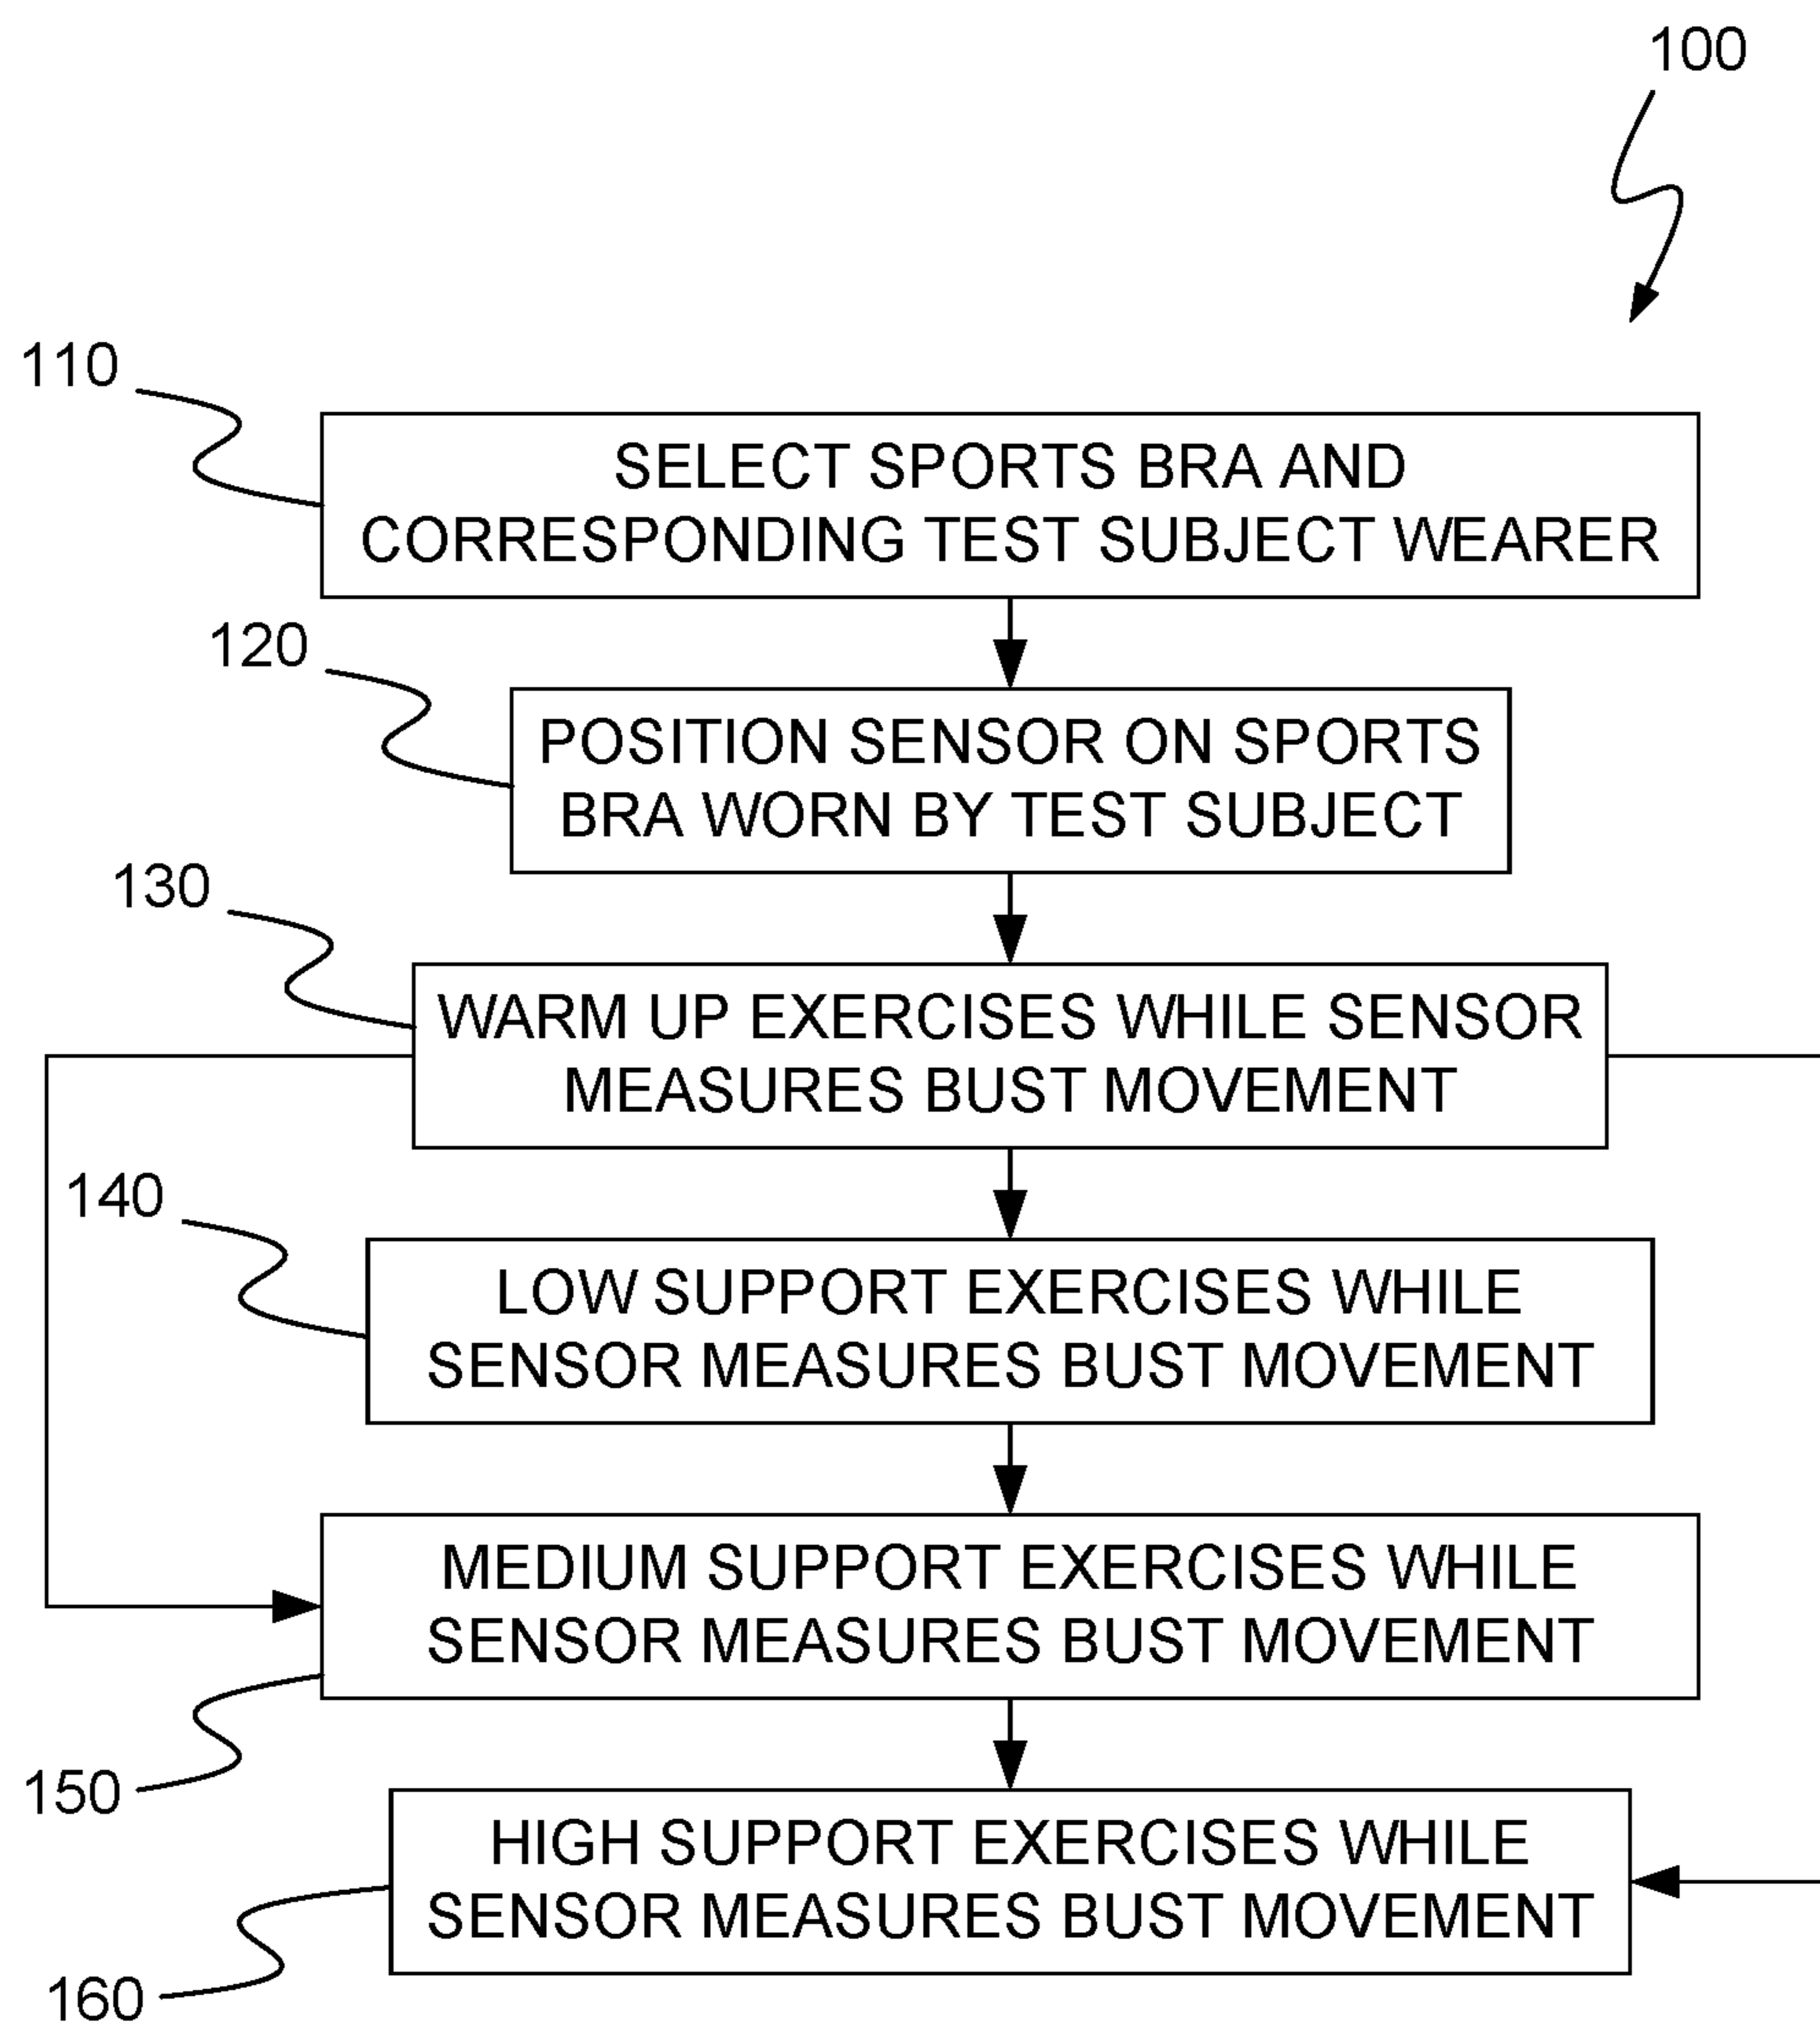 100
110
SELECT SPORTS BRA AND
CORRESPONDING TEST SUBJECT WEARER
120
POSITION SENSOR ON SPORTS
BRA WORN BY TEST SUBJECT
130
WARM UP EXERCISES WHILE SENSOR
MEASURES BUST MOVEMENT
140
LOW SUPPORT EXERCISES WHILE
SENSOR MEASURES BUST MOVEMENT
MEDIUM SUPPORT EXERCISES WHILE
SENSOR MEASURES BUST MOVEMENT
150
HIGH SUPPORT EXERCISES WHILE
SENSOR MEASURES BUST MOVEMENT
160